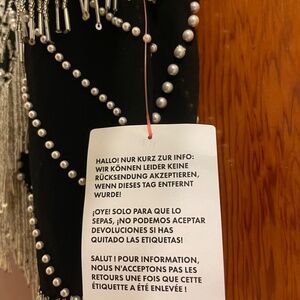 HALLO! NUR KURZ ZUR INFO:
WIR KÖNNEN LEIDER KEINE
RÜCKSENDUNG AKZEPTIEREN,
WENN DIESES TAG ENTFERNT
WURDE!
¡OYE! SOLO PARA QUE LO
SEPAS, ¡NO PODEMOS ACEPTAR
DEVOLUCIONES SI HAS
QUITADO LAS ETIQUETAS!
SALUT ! POUR INFORMATION,
NOUS N'ACCEPTONS PAS LES
RETOURS UNE FOIS QUE CETTE
ÉTIQUETTE A ÉTÉ ENLEVÉE !